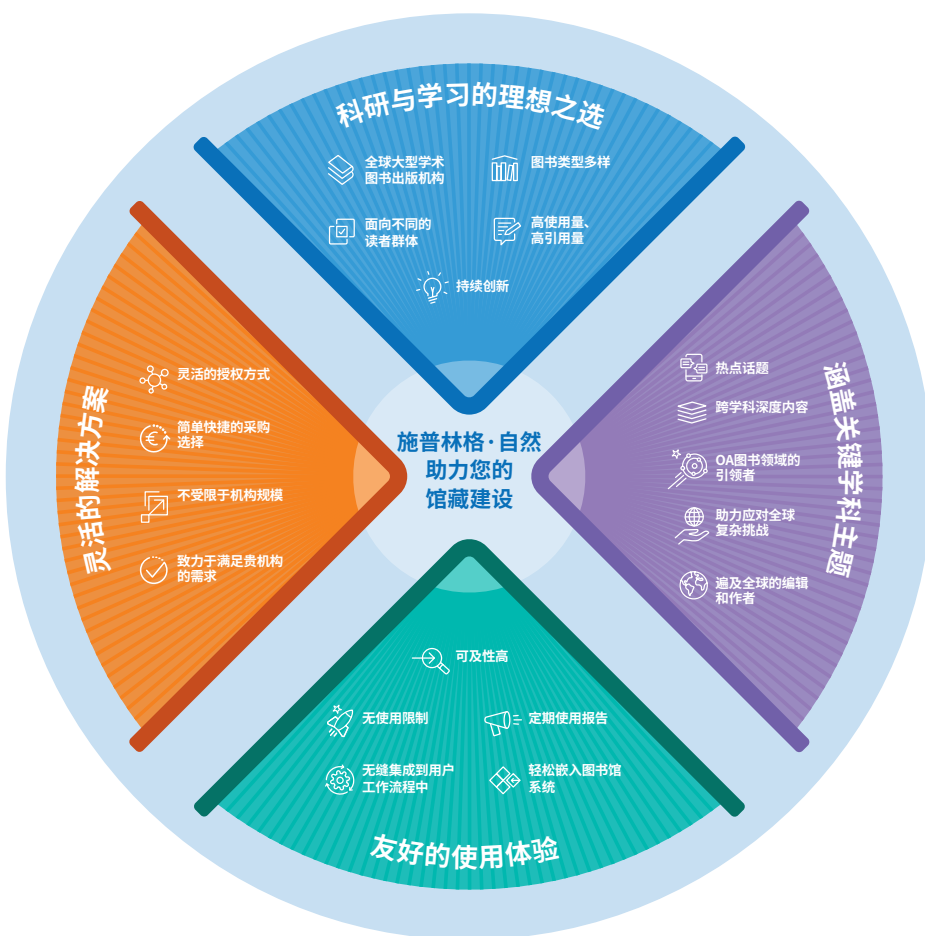 科研与学习的理想之选
全球大型学术
图书出版机构
图书类型多样
面向不同的
读者群体
高使用量、
高引用量
持续创新
灵活的解决方案
灵活的授权方式
简单快捷的采购
选择
不受限于机构规模
致力于满足贵机构
的需求
施普林格·自然
助力您的
馆藏建设
涵盖关键学科主题
热点话题
跨学科深度内容
OA图书领域的
引领者
助力应对全球
复杂挑战
遍及全球的编辑
和作者
可及性高
无使用限制
定期使用报告
无缝集成到用户
工作流程中
轻松嵌入图书馆
系统
友好的使用体验